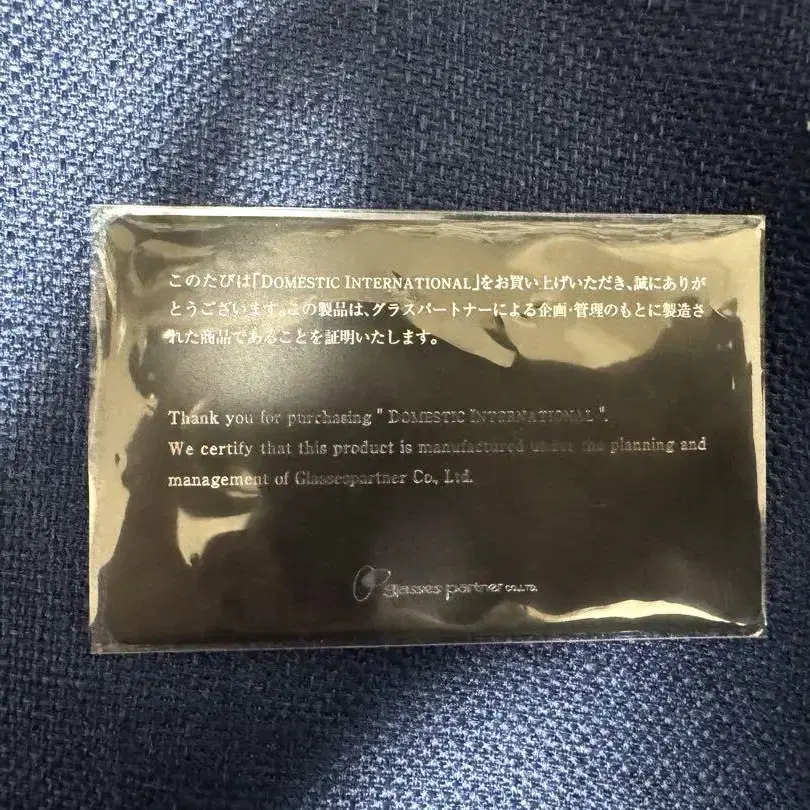 このたびは「DOMESTIC INTERNATIONAL」をお買い上げいただき、誠にありが
とうございます。この製品は、グラスパートナーによる企画・管理のもとに製造さ
れた商品であることを証明いたします。
Thank you for purchasing " DOMESTIC INTERNATIONAL ".
We certify that this product is manufactured under the planning and
management of Glassespartner Co., Ltd.
glasses partner CO.,LTD.